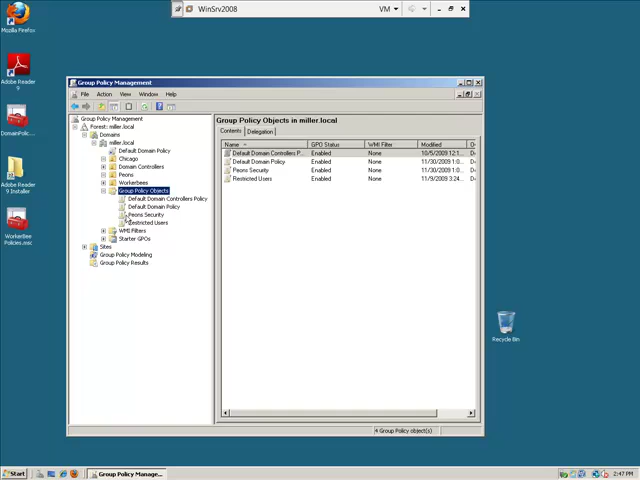 WinSrv2008
VM
Mozilla Firefox
Adobe Reader 9
DomainPolic...
Adobe Reader 9 Installer
WorkerBee Policies.msc
Recycle Bin
Group Policy Management
File Action View Window Help
Group Policy Management
Forest: miller.local
Domains
miller.local
Default Domain Policy
Chicago
Domain Controllers
Peons
Workerbees
Group Policy Objects
Default Domain Controllers Policy
Default Domain Policy
Peons Security
Restricted Users
WMI Filters
Starter GPOs
Sites
Group Policy Modeling
Group Policy Results
Group Policy Objects in miller.local
Contents Delegation
Name GPO Status WMI Filter Modified
Default Domain Controllers P... Enabled None 10/5/2009 12:1...
Default Domain Policy Enabled None 11/30/2009 1:0...
Peons Security Enabled None 11/30/2009 1:0...
Restricted Users Enabled None 11/9/2009 3:24...
4 Group Policy object(s)
Start
Group Policy Manage...
2:47 PM